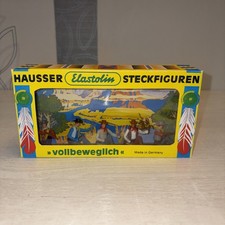 HAUSSER Elastolin STECKFIGUREN
vollbeweglich
Made in Germany